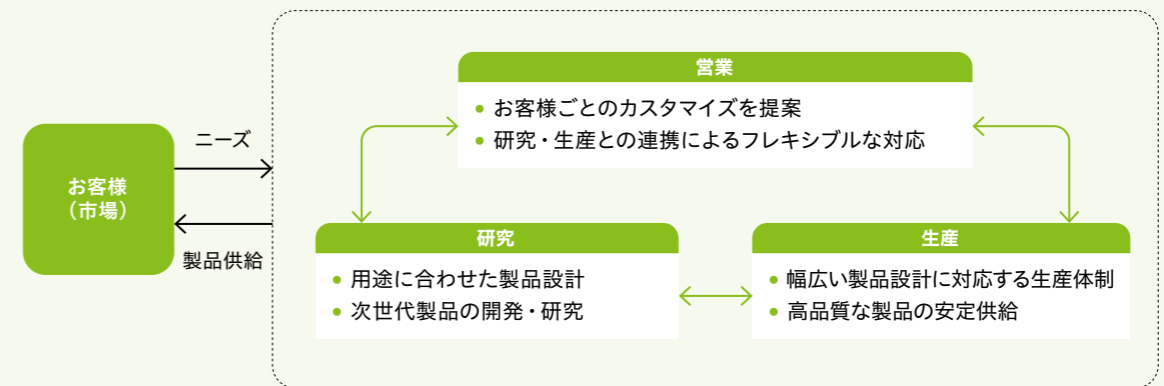 お客様
（市場）
ニーズ
製品供給
営業
• お客様ごとのカスタマイズを提案
• 研究・生産との連携によるフレキシブルな対応
研究
• 用途に合わせた製品設計
• 次世代製品の開発・研究
生産
• 幅広い製品設計に対応する生産体制
• 高品質な製品の安定供給